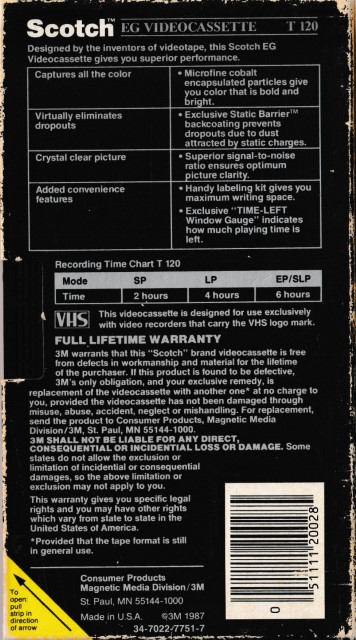 Scotch™ EG VIDEOCASSETTE T 120
Designed by the inventors of videotape, this Scotch EG
Videocassette gives you superior performance.
Captures all the color
• Microfine cobalt
encapsulated particles give
you color that is bold and
bright.
Virtually eliminates
dropouts
• Exclusive Static Barrier™
backcoating prevents
dropouts due to dust
attracted by static charges.
Crystal clear picture
• Superior signal-to-noise
ratio ensures optimum
picture clarity.
Added convenience
features
• Handy labeling kit gives you
maximum writing space.
• Exclusive "TIME-LEFT
Window Gauge" indicates
how much playing time is
left.
Recording Time Chart T 120
Mode SP LP EP/SLP
Time 2 hours 4 hours 6 hours
VHS
This videocassette is designed for use exclusively
with video recorders that carry the VHS logo mark.
FULL LIFETIME WARRANTY
3M warrants that this "Scotch" brand videocassette is free
from defects in workmanship and material for the lifetime
of the purchaser. If this product is found to be defective,
3M's only obligation, and your exclusive remedy, is
replacement of the videocassette with another one* at no charge to
you, provided the videocassette has not been damaged through
misuse, abuse, accident, neglect or mishandling. For replacement,
send the product to Consumer Products, Magnetic Media
Division/3M, St. Paul, MN 55144-1000.
3M SHALL NOT BE LIABLE FOR ANY DIRECT,
CONSEQUENTIAL OR INCIDENTIAL LOSS OR DAMAGE. Some
states do not allow the exclusion or
limitation of incidental or consequential
damages, so the above limitation or
exclusion may not apply to you.
This warranty gives you specific legal
rights and you may have other rights
which vary from state to state in the
United States of America.
*Provided that the tape format is still
in general use.
0 51111 20028
To
open:
pull
strip in
direction
of arrow
Consumer Products
Magnetic Media Division/3M
St. Paul, MN 55144-1000
Made in U.S.A. ©3M 1987
34-7022-7751-7